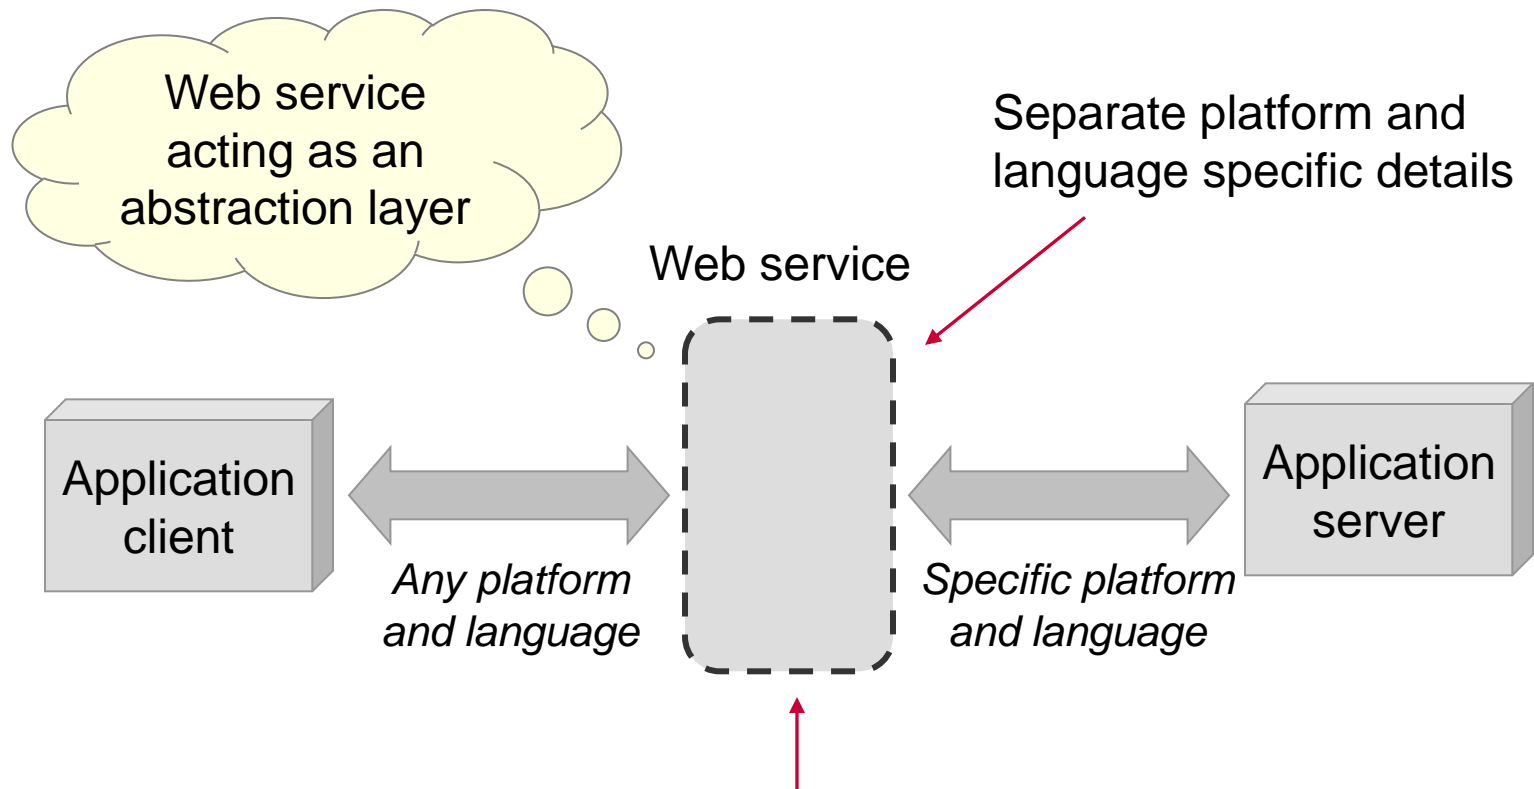 Web service
acting as an
abstraction layer
Separate platform and
language specific details
Web service
Application
client
Any platform
and language
Specific platform
and language
Application
server